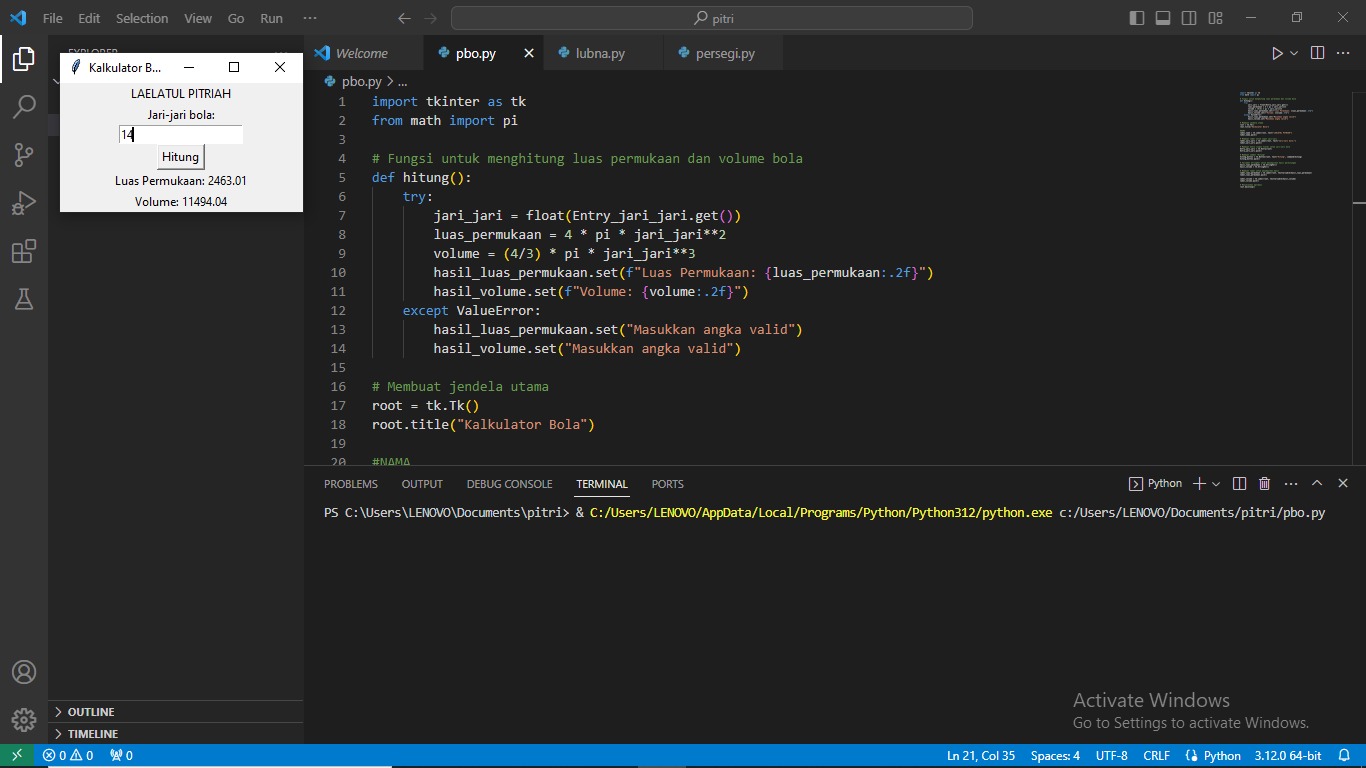 File Edit Selection View Go Run ··· pitri
EXPLORER
Kalkulator B...
LAELATUL PITRIAH
Jari-jari bola:
14
Hitung
Luas Permukaan: 2463.01
Volume: 11494.04
Welcome pbo.py lubna.py persegi.py
pbo.py > ...
1 import tkinter as tk
2 from math import pi
3
4 # Fungsi untuk menghitung luas permukaan dan volume bola
5 def hitung():
6 try:
7 jari_jari = float(Entry_jari_jari.get())
8 luas_permukaan = 4 * pi * jari_jari**2
9 volume = (4/3) * pi * jari_jari**3
10 hasil_luas_permukaan.set(f"Luas Permukaan: {luas_permukaan:.2f}")
11 hasil_volume.set(f"Volume: {volume:.2f}")
12 except ValueError:
13 hasil_luas_permukaan.set("Masukkan angka valid")
14 hasil_volume.set("Masukkan angka valid")
15
16 # Membuat jendela utama
17 root = tk.Tk()
18 root.title("Kalkulator Bola")
19
20 #NAMA
PROBLEMS OUTPUT DEBUG CONSOLE TERMINAL PORTS Python
PS C:\Users\LENOVO\Documents\pitri> & C:/Users/LENOVO/AppData/Local/Programs/Python/Python312/python.exe c:/Users/LENOVO/Documents/pitri/pbo.py
Activate Windows
Go to Settings to activate Windows.
OUTLINE
TIMELINE
0 0 0 Ln 21, Col 35 Spaces: 4 UTF-8 CRLF Python 3.12.0 64-bit